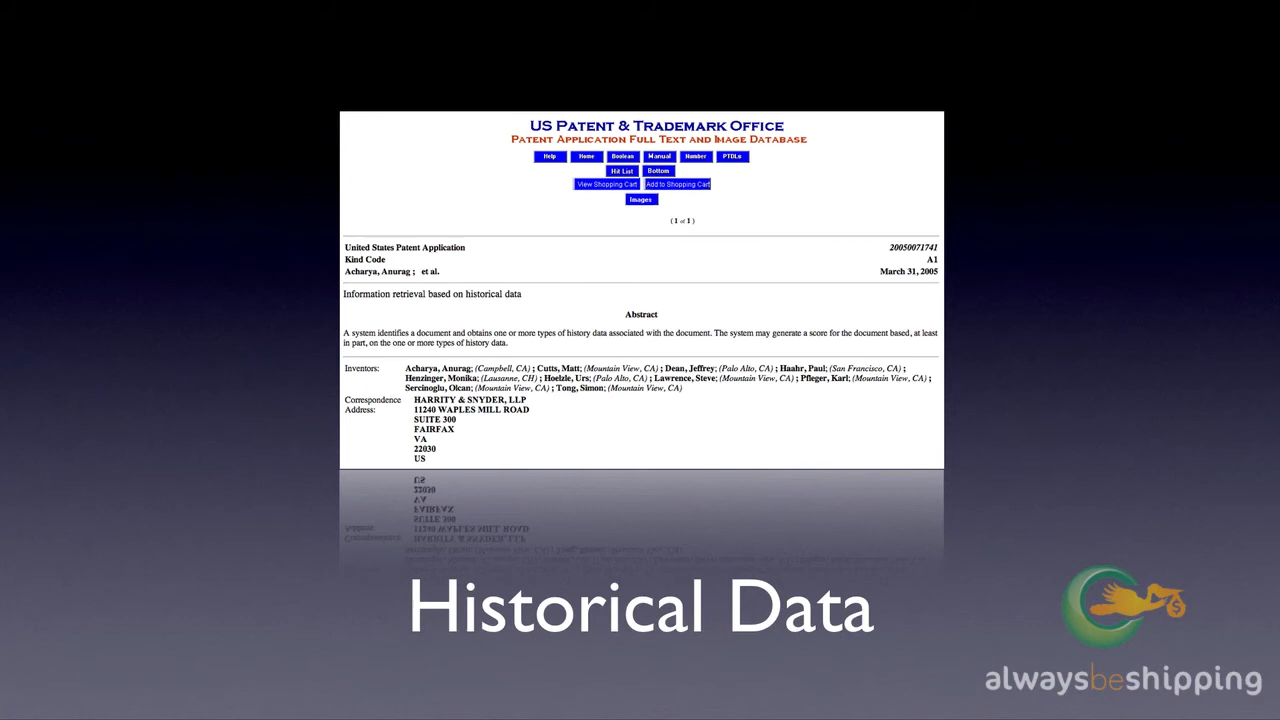 US Patent & Trademark Office
Patent Application Full Text and Image Database
Help Home Boolean Manual Number PTDLs
Hit List Bottom
View Shopping Cart Add to Shopping Cart
Images
( 1 of 1 )
United States Patent Application 20050071741
Kind Code A1
Acharya, Anurag ; et al. March 31, 2005
Information retrieval based on historical data
Abstract
A system identifies a document and obtains one or more types of history data associated with the document. The system may generate a score for the document based, at least
in part, on the one or more types of history data.
Inventors: Acharya, Anurag; (Campbell, CA) ; Cutts, Matt; (Mountain View, CA) ; Dean, Jeffrey; (Palo Alto, CA) ; Haahr, Paul; (San Francisco, CA) ;
Henzinger, Monika; (Lausanne, CH) ; Hoelzle, Urs; (Palo Alto, CA) ; Lawrence, Steve; (Mountain View, CA) ; Pfleger, Karl; (Mountain View, CA) ;
Sercinoglu, Olcan; (Mountain View, CA) ; Tong, Simon; (Mountain View, CA)
Correspondence HARRITY & SNYDER, LLP
Address: 11240 WAPLES MILL ROAD
SUITE 300
FAIRFAX
VA
22030
US
Historical Data
$
alwaysbeshipping